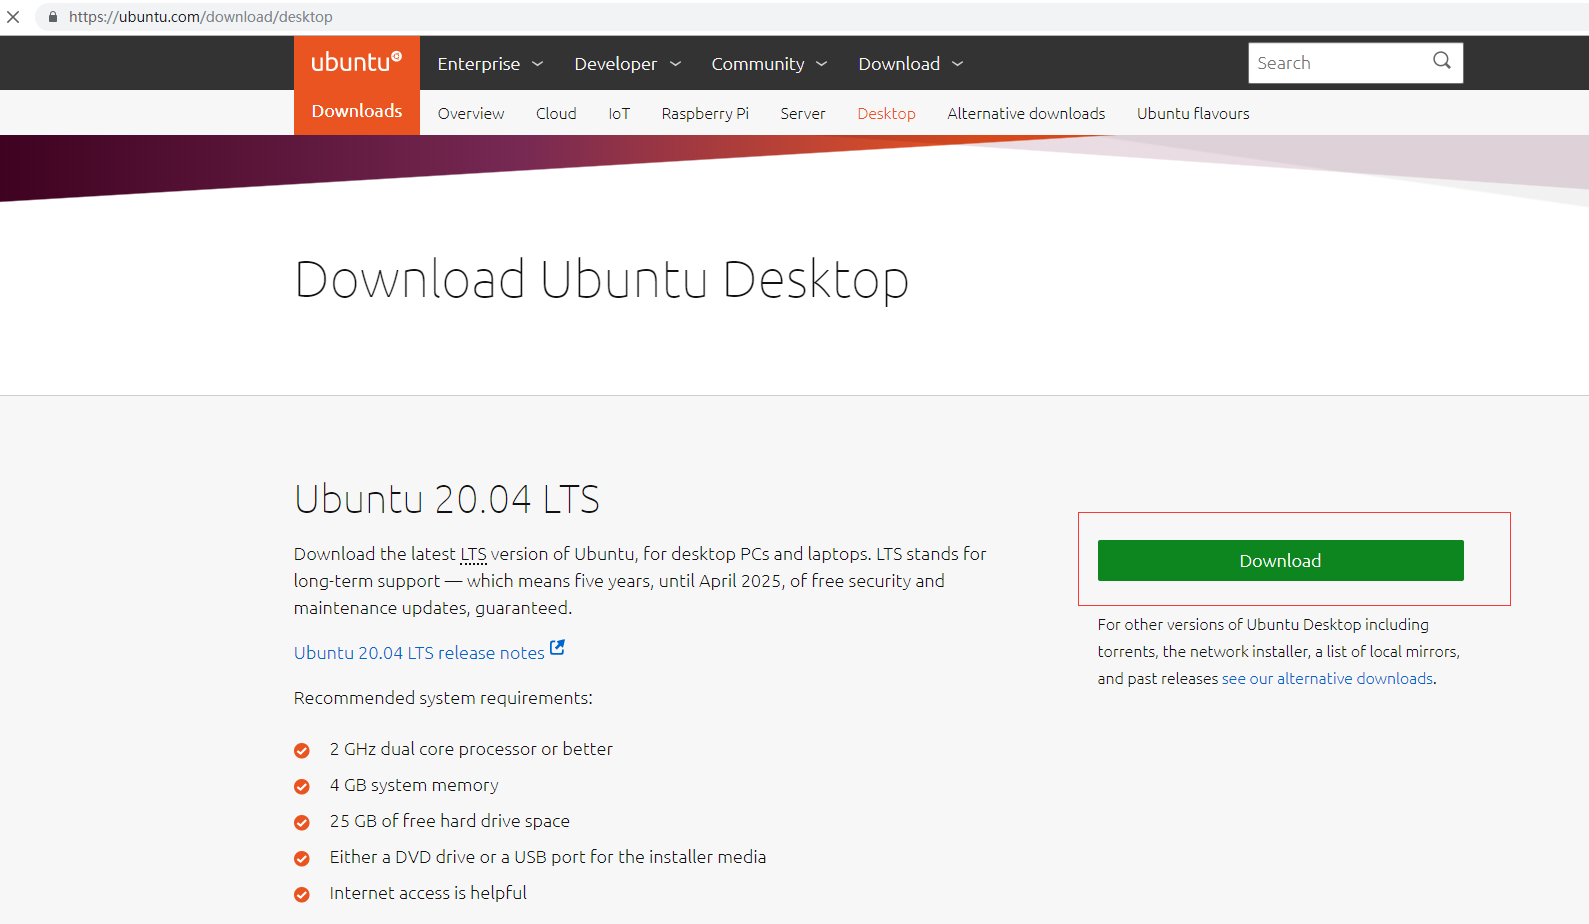 https://ubuntu.com/download/desktop
ubuntu Enterprise Developer Community Download Search
Downloads Overview Cloud IoT Raspberry Pi Server Desktop Alternative downloads Ubuntu flavours
Download Ubuntu Desktop
Ubuntu 20.04 LTS
Download the latest LTS version of Ubuntu, for desktop PCs and laptops. LTS stands for
long-term support — which means five years, until April 2025, of free security and
maintenance updates, guaranteed.
Ubuntu 20.04 LTS release notes
Recommended system requirements:
2 GHz dual core processor or better
4 GB system memory
25 GB of free hard drive space
Either a DVD drive or a USB port for the installer media
Internet access is helpful
Download
For other versions of Ubuntu Desktop including
torrents, the network installer, a list of local mirrors,
and past releases see our alternative downloads.